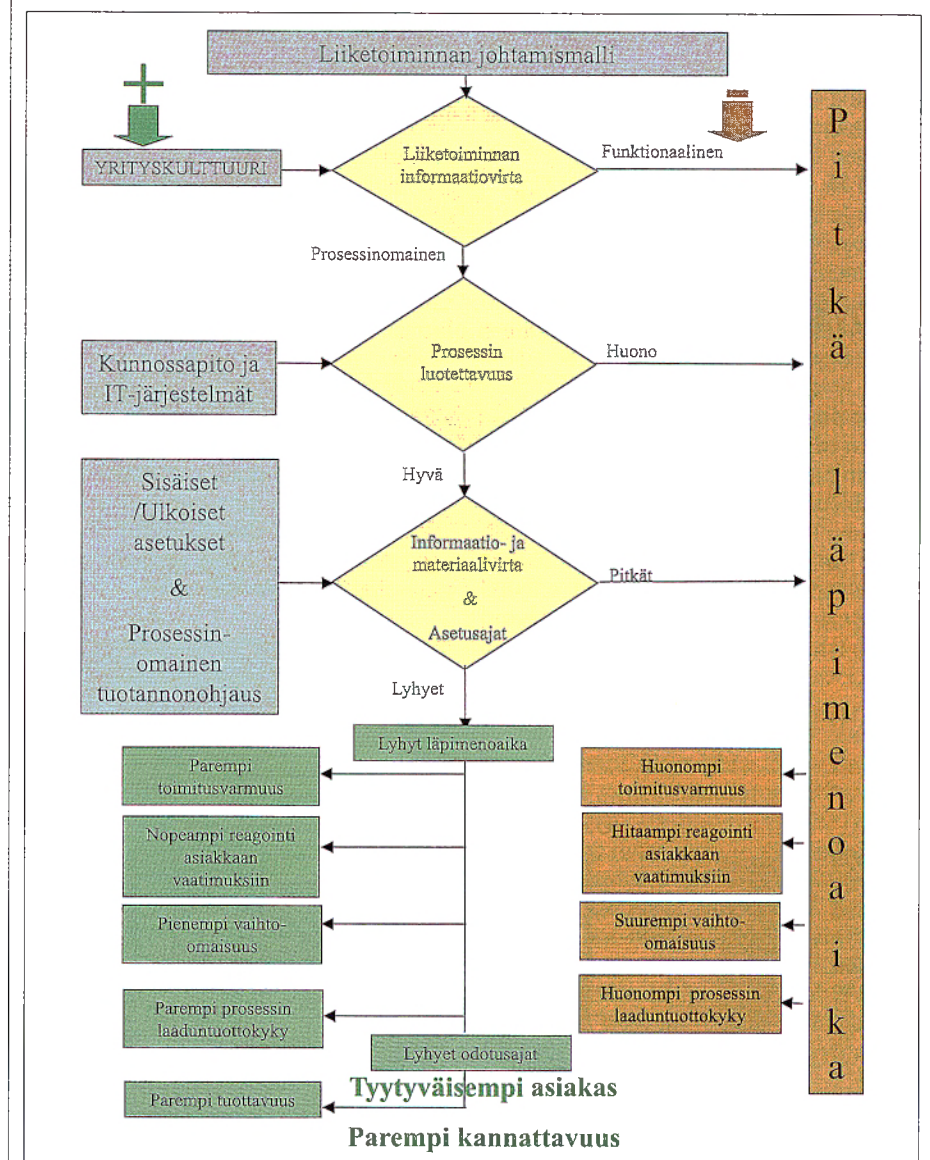 Liiketoiminnan johtamismalli
YRITYSKULTTUURI
Liiketoiminnan
informaatiovirta
Funktionaalinen
Prosessinomainen
Kunnossapito ja
IT-järjestelmät
Prosessin
luotettavuus
Huono
Hyvä
Sisäiset
/Ulkoiset
asetukset
&
Prosessin-
omainen
tuotannonohjaus
Informaatio- ja
materiaalivirta
&
Asetusajat
Pitkät
Lyhyet
Lyhyt läpimenoaika
Parempi
toimitusvarmuus
Nopeampi reagointi
asiakkaan
vaatimuksiin
Pienempi vaihto-
omaisuus
Parempi prosessin
laaduntuottokyky
Lyhyet odotusajat
Parempi tuottavuus
Huonompi
toimitusvarmuus
Hitaampi reagointi
asiakkaan
vaatimuksiin
Suurempi vaihto-
omaisuus
Huonompi prosessin
laaduntuottokyky
Pitkä läpimenoaika
Tyytyväisempi asiakas
Parempi kannattavuus